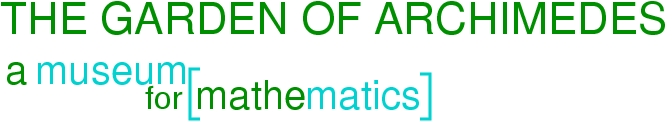 THE GARDEN OF ARCHIMEDES
a museum
for [mathematics]